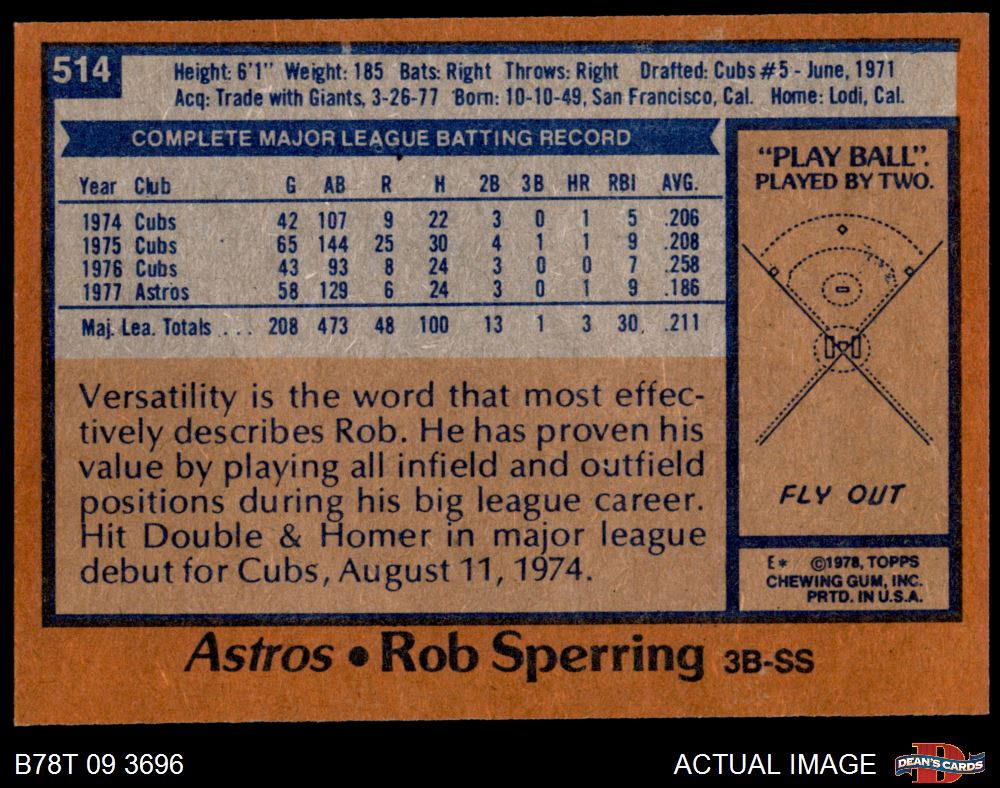 514
Height: 6'1" Weight: 185 Bats: Right Throws: Right Drafted: Cubs #5 - June, 1971
Acq: Trade with Giants, 3-26-77 Born: 10-10-49, San Francisco, Cal. Home: Lodi, Cal.
COMPLETE MAJOR LEAGUE BATTING RECORD
Year Club G AB R H 2B 3B HR RBI AVG.
1974 Cubs 42 107 9 22 3 0 1 5 .206
1975 Cubs 65 144 25 30 4 1 1 9 .208
1976 Cubs 43 93 8 24 3 0 0 7 .258
1977 Astros 58 129 6 24 3 0 1 9 .186
Maj. Lea. Totals . . . 208 473 48 100 13 1 3 30 .211
Versatility is the word that most effec-
tively describes Rob. He has proven his
value by playing all infield and outfield
positions during his big league career.
Hit Double & Homer in major league
debut for Cubs, August 11, 1974.
"PLAY BALL".
PLAYED BY TWO.
FLY OUT
E* ©1978, TOPPS
CHEWING GUM, INC.
PRTD. IN U.S.A.
Astros • Rob Sperring 3B-SS
B78T 09 3696
ACTUAL IMAGE
DEAN'S CARDS